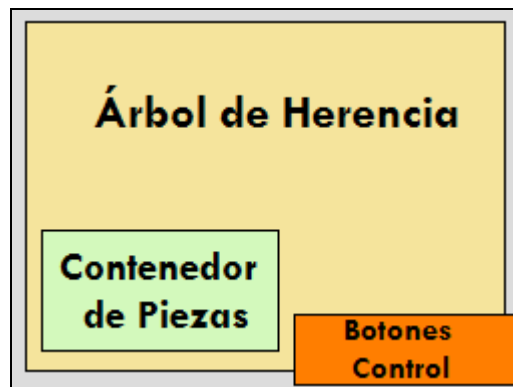 Árbol de Herencia
Contenedor
de Piezas
Botones
Control